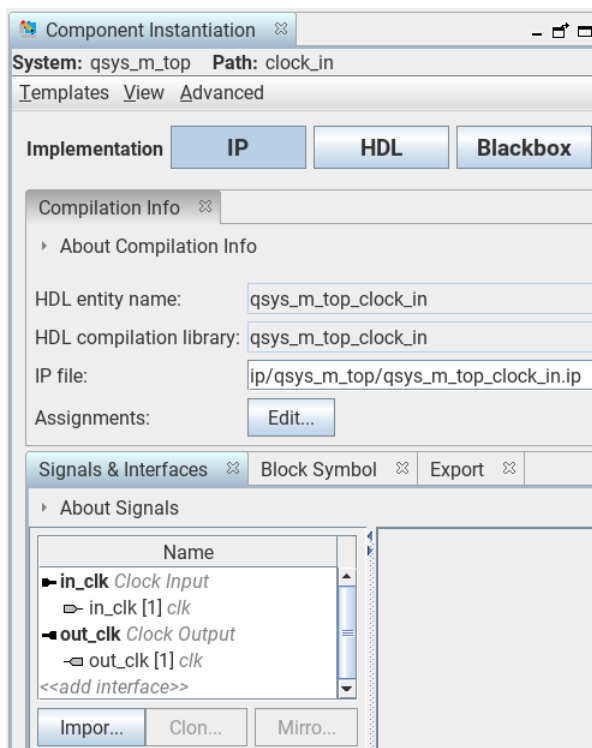 Component Instantiation
System: qsys_m_top Path: clock_in
Templates View Advanced
Implementation IP HDL Blackbox
Compilation Info
About Compilation Info
HDL entity name: qsys_m_top_clock_in
HDL compilation library: qsys_m_top_clock_in
IP file: ip/qsys_m_top/qsys_m_top_clock_in.ip
Assignments: Edit...
Signals & Interfaces Block Symbol Export
About Signals
Name
in_clk Clock Input
in_clk [1] clk
out_clk Clock Output
out_clk [1] clk
<<add interface>>
Impor... Clon... Mirro...